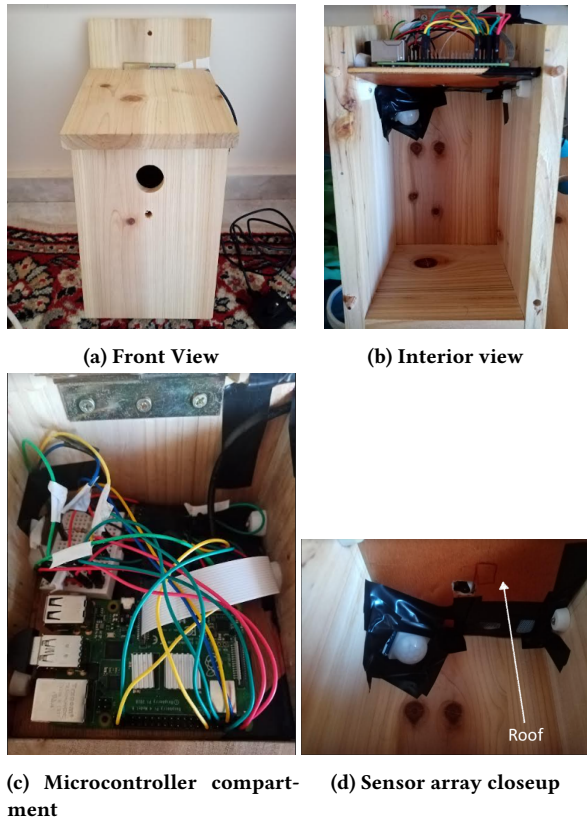 (a) Front View
(b) Interior view
Roof
(c) Microcontroller compart-
ment
(d) Sensor array closeup